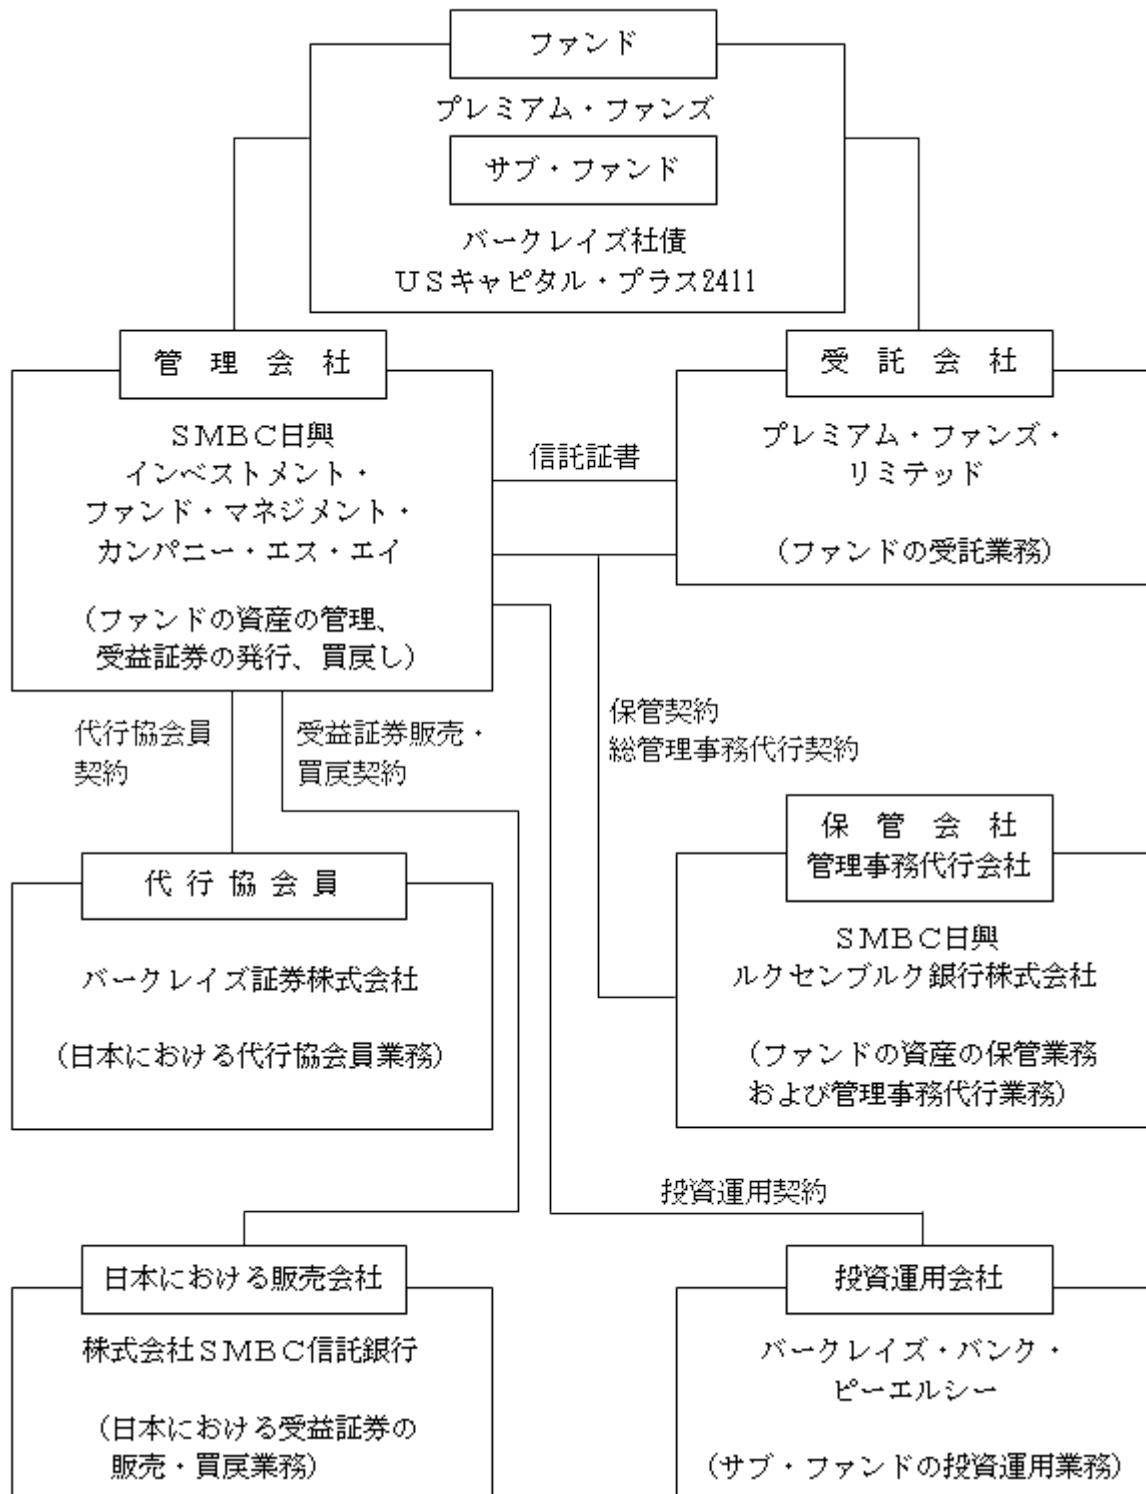 ファンド
プレミアム・ファンズ
サブ・ファンド
バークレイズ社債
ＵＳキャピタル・プラス2411
管　理　会　社
ＳＭＢＣ日興
インベストメント・
ファンド・マネジメント・
カンパニー・エス・エイ
（ファンドの資産の管理、
受益証券の発行、買戻し）
信託証書
受　託　会　社
プレミアム・ファンズ・
リミテッド
（ファンドの受託業務）
代行協会員
契約
受益証券販売・
買戻契約
保管契約
総管理事務代行契約
代 行 協 会 員
バークレイズ証券株式会社
（日本における代行協会員業務）
保　管　会　社
管理事務代行会社
ＳＭＢＣ日興
ルクセンブルク銀行株式会社
（ファンドの資産の保管業務
および管理事務代行業務）
投資運用契約
日本における販売会社
株式会社ＳＭＢＣ信託銀行
（日本における受益証券の
販売・買戻業務）
投資運用会社
バークレイズ・バンク・
ピーエルシー
（サブ・ファンドの投資運用業務）